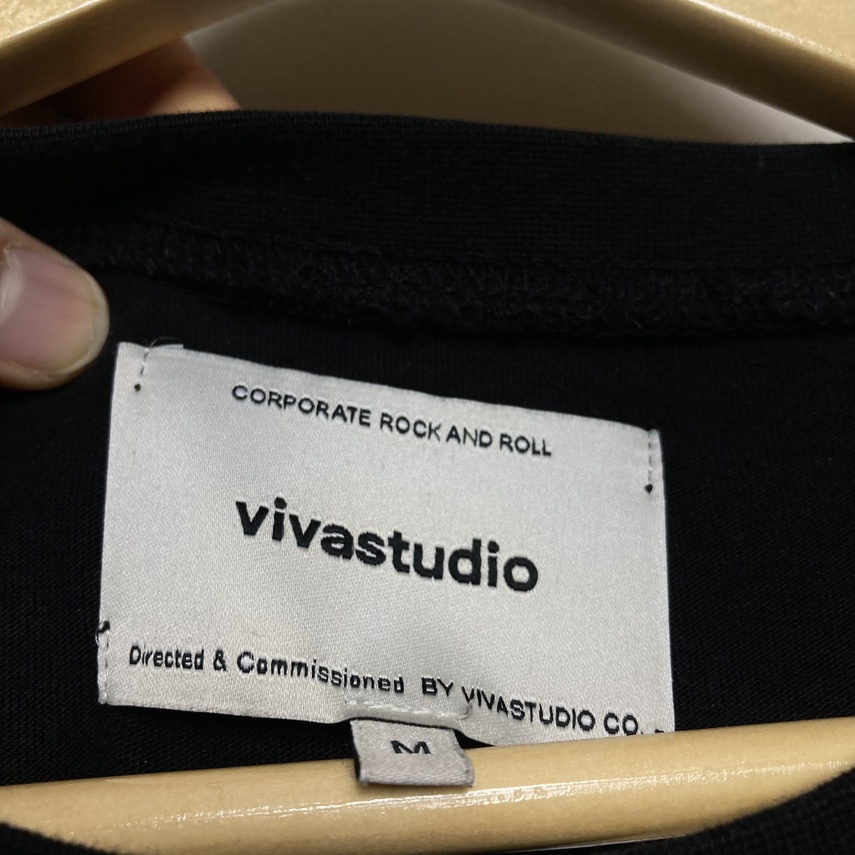 CORPORATE ROCK AND ROLL
vivastudio
Directed & Commissioned BY VIVASTUDIO CO.
M